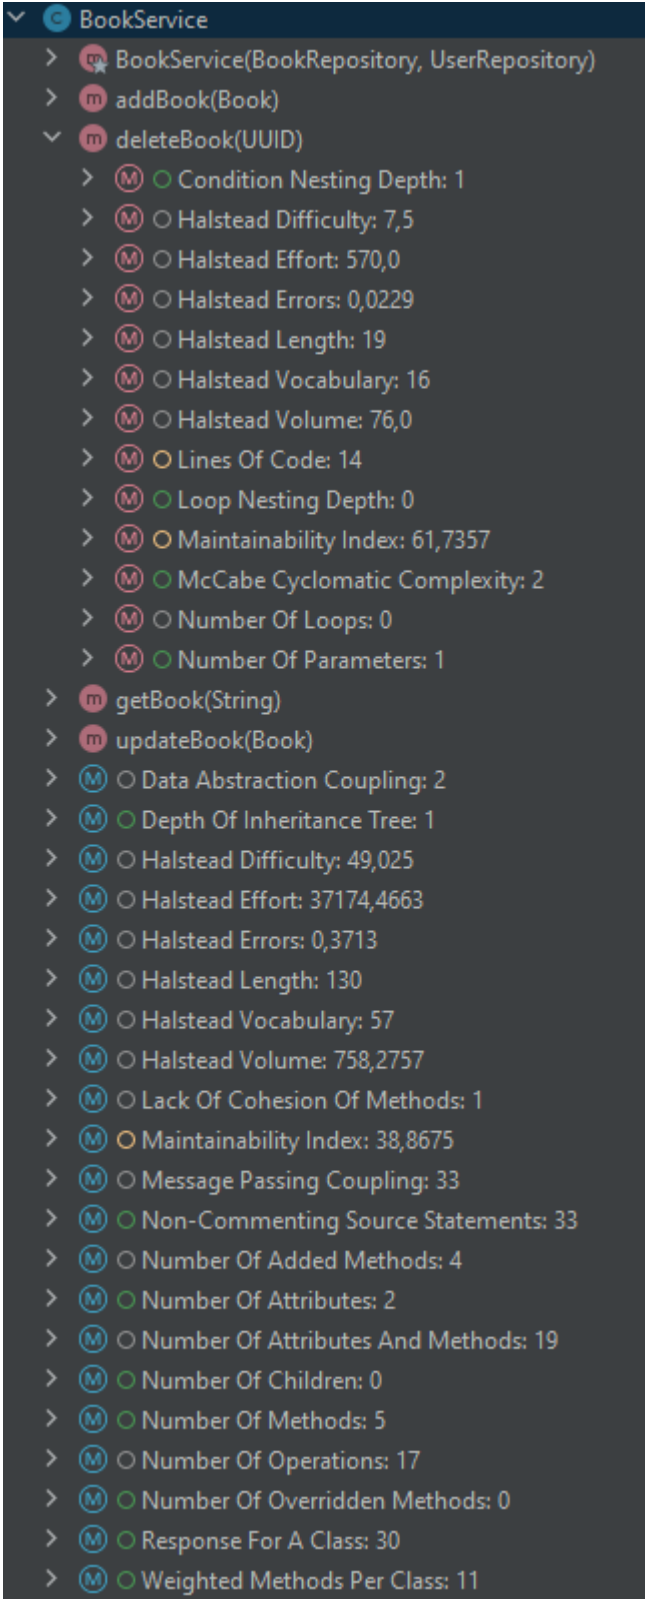 BookService
BookService(BookRepository, UserRepository)
addBook(Book)
deleteBook(UUID)
Condition Nesting Depth: 1
Halstead Difficulty: 7,5
Halstead Effort: 570,0
Halstead Errors: 0,0229
Halstead Length: 19
Halstead Vocabulary: 16
Halstead Volume: 76,0
Lines Of Code: 14
Loop Nesting Depth: 0
Maintainability Index: 61,7357
McCabe Cyclomatic Complexity: 2
Number Of Loops: 0
Number Of Parameters: 1
getBook(String)
updateBook(Book)
Data Abstraction Coupling: 2
Depth Of Inheritance Tree: 1
Halstead Difficulty: 49,025
Halstead Effort: 37174,4663
Halstead Errors: 0,3713
Halstead Length: 130
Halstead Vocabulary: 57
Halstead Volume: 758,2757
Lack Of Cohesion Of Methods: 1
Maintainability Index: 38,8675
Message Passing Coupling: 33
Non-Commenting Source Statements: 33
Number Of Added Methods: 4
Number Of Attributes: 2
Number Of Attributes And Methods: 19
Number Of Children: 0
Number Of Methods: 5
Number Of Operations: 17
Number Of Overridden Methods: 0
Response For A Class: 30
Weighted Methods Per Class: 11